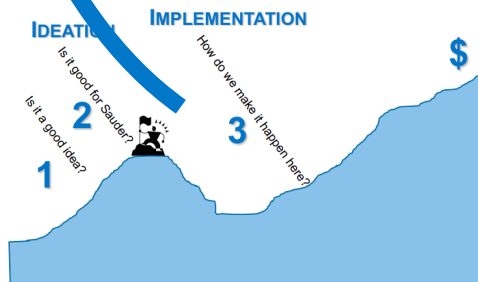 IDEATION
IMPLEMENTATION
Is it a good idea?
Is it good for Sauder?
How do we make it happen here?
1
2
3
$